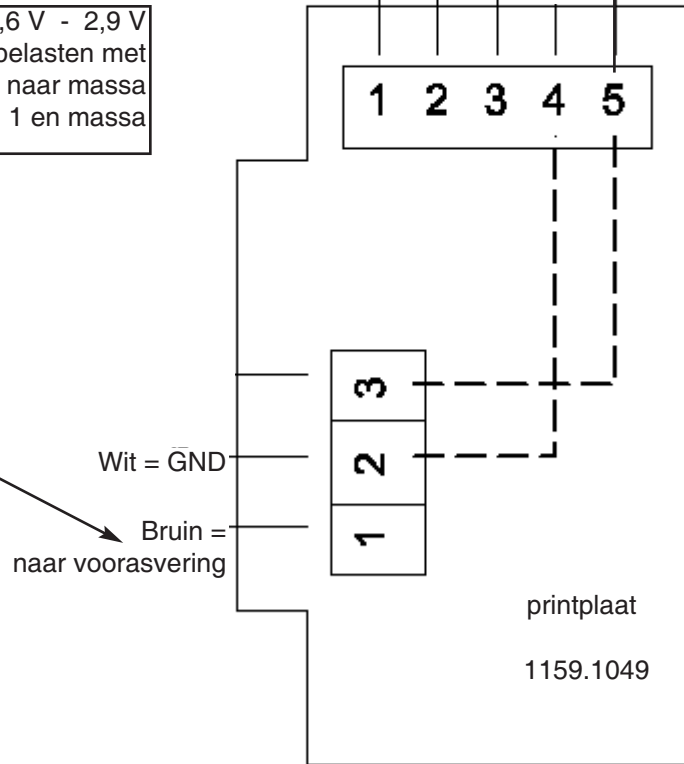 ,6 V - 2,9 V
belasten met
naar massa
1 en massa
1 2 3 4 5
3
2
1
Wit = GND
Bruin =
naar voorasvering
printplaat
1159.1049